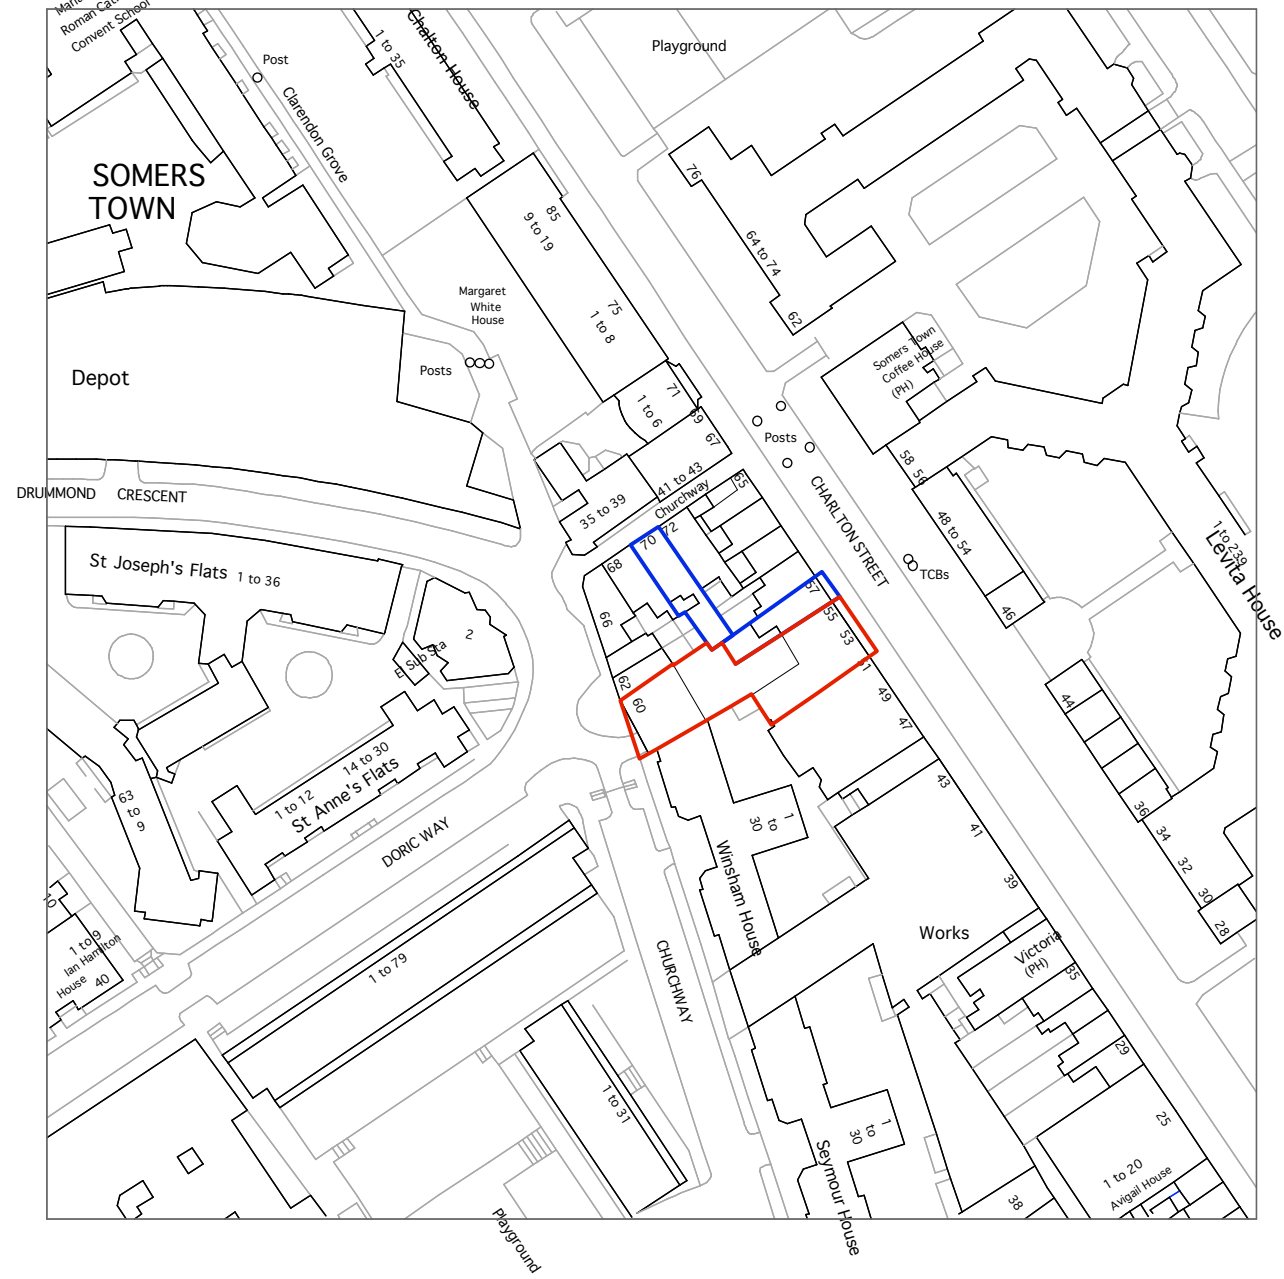 Roman Cat
Convent School
Post
Clarendon Grove
1 to 35
Chalton House
Playground
SOMERS
TOWN
76
64 to 74
62
85
9 to 19
75
1 to 8
Margaret
White
House
Posts
Depot
Somers Town
Coffee House
(PH)
71
1 to 6
69
67
Posts
58
56
41 to 43
Churchway
35 to 39
65
CHARLTON STREET
48 to 54
TCBs
46
1 to 239
Levita House
DRUMMOND CRESCENT
St Joseph's Flats 1 to 36
70
72
68
66
57
55
53
51
49
47
62
60
2
E Sub Sta
44
43
41
39
36
34
32
30
28
63
to
9
14 to 30
1 to 12
St Anne's Flats
DORIC WAY
1
to
30
Winsham House
Works
Victoria
(PH)
35
29
25
10
1 to 9
Ian Hamilton
House
40
1 to 79
CHURCHWAY
1 to 31
1
to
30
Seymour House
38
1 to 20
Avigail House
Playground